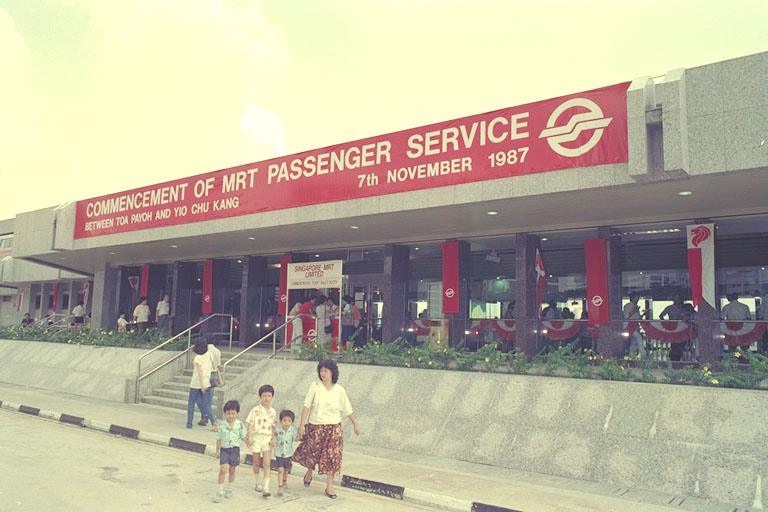 COMMENCEMENT OF MRT PASSENGER SERVICE
BETWEEN TOA PAYOH AND YIO CHU KANG
7th NOVEMBER 1987
SINGAPORE MRT
LIMITED